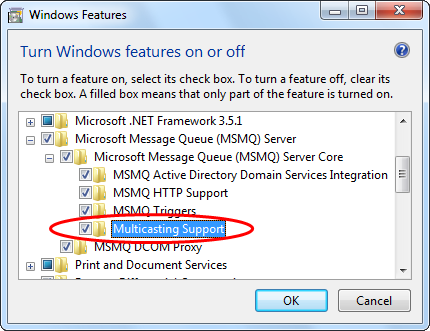 Windows Features
Turn Windows features on or off
To turn a feature on, select its check box. To turn a feature off, clear its
check box. A filled box means that only part of the feature is turned on.
Microsoft .NET Framework 3.5.1
Microsoft Message Queue (MSMQ) Server
Microsoft Message Queue (MSMQ) Server Core
MSMQ Active Directory Domain Services Integration
MSMQ HTTP Support
MSMQ Triggers
Multicasting Support
MSMQ DCOM Proxy
Print and Document Services
OK
Cancel